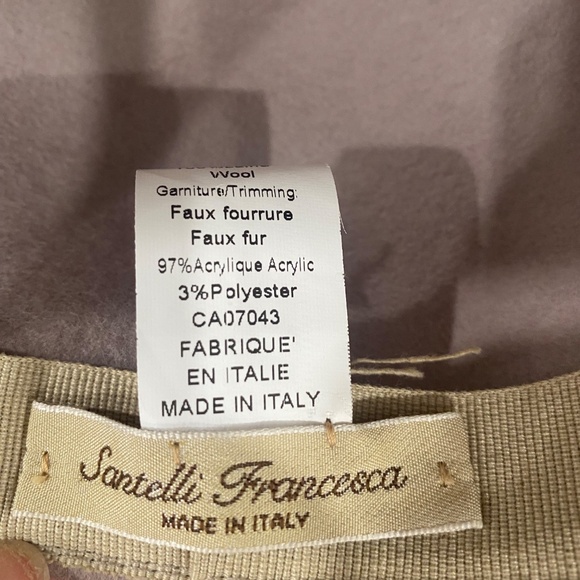 Wool
Garniture/Trimming:
Faux fourrure
Faux fur
97%Acrylique Acrylic
3%Polyester
CA07043
FABRIQUE'
EN ITALIE
MADE IN ITALY
Santelli Francesca
MADE IN ITALY